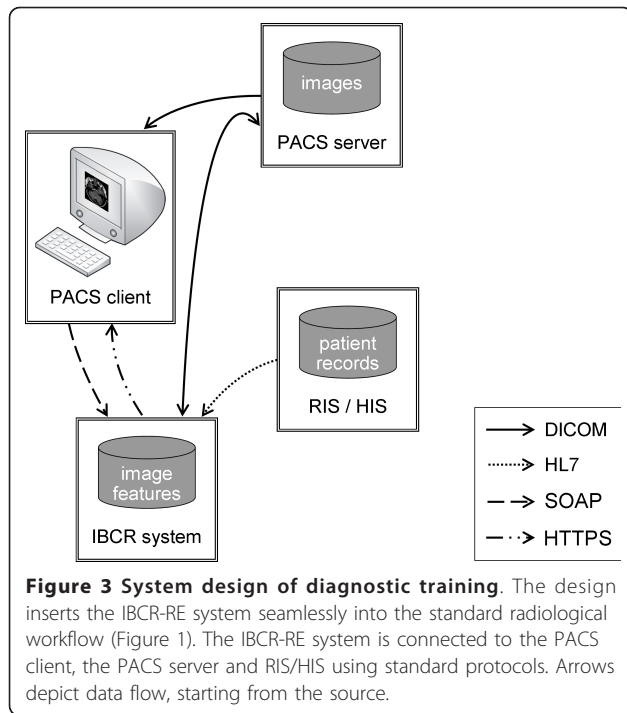 images
PACS server
PACS client
patient
records
RIS / HIS
image
features
IBCR system
DICOM
HL7
SOAP
HTTPS
Figure 3 System design of diagnostic training. The design
inserts the IBCR-RE system seamlessly into the standard radiological
workflow (Figure 1). The IBCR-RE system is connected to the PACS
client, the PACS server and RIS/HIS using standard protocols. Arrows
depict data flow, starting from the source.